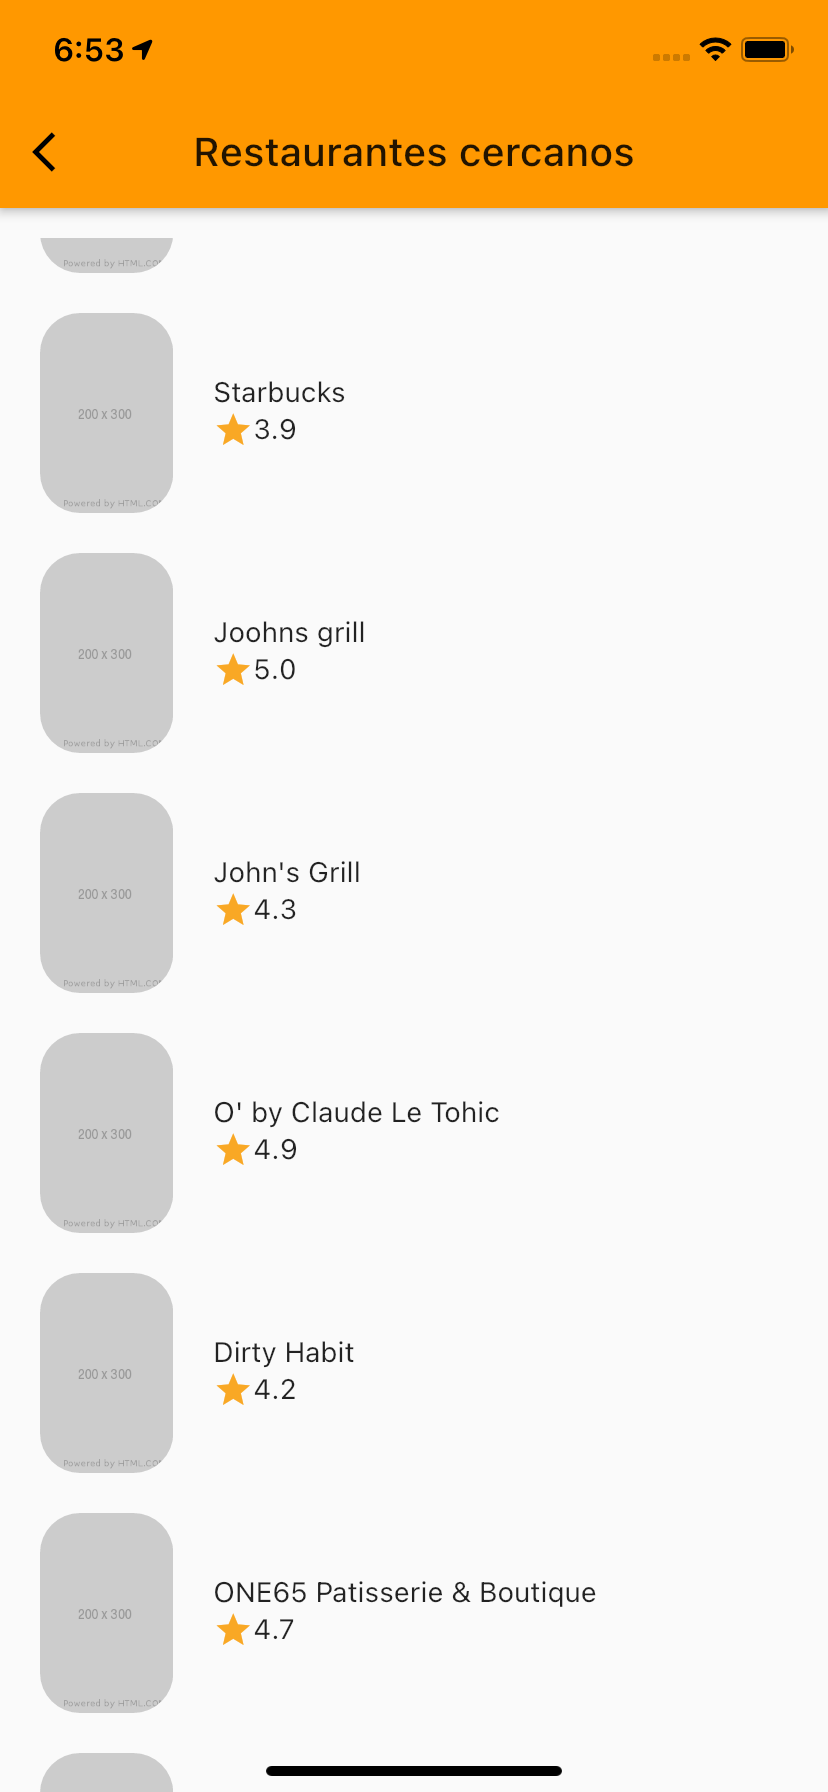 6:53
Restaurantes cercanos
Powered by HTML.CO
200 x 300
Powered by HTML.CO
Starbucks
3.9
200 x 300
Powered by HTML.CO
Joohns grill
5.0
200 x 300
Powered by HTML.CO
John's Grill
4.3
200 x 300
Powered by HTML.CO
O' by Claude Le Tohic
4.9
200 x 300
Powered by HTML.CO
Dirty Habit
4.2
200 x 300
Powered by HTML.CO
ONE65 Patisserie & Boutique
4.7